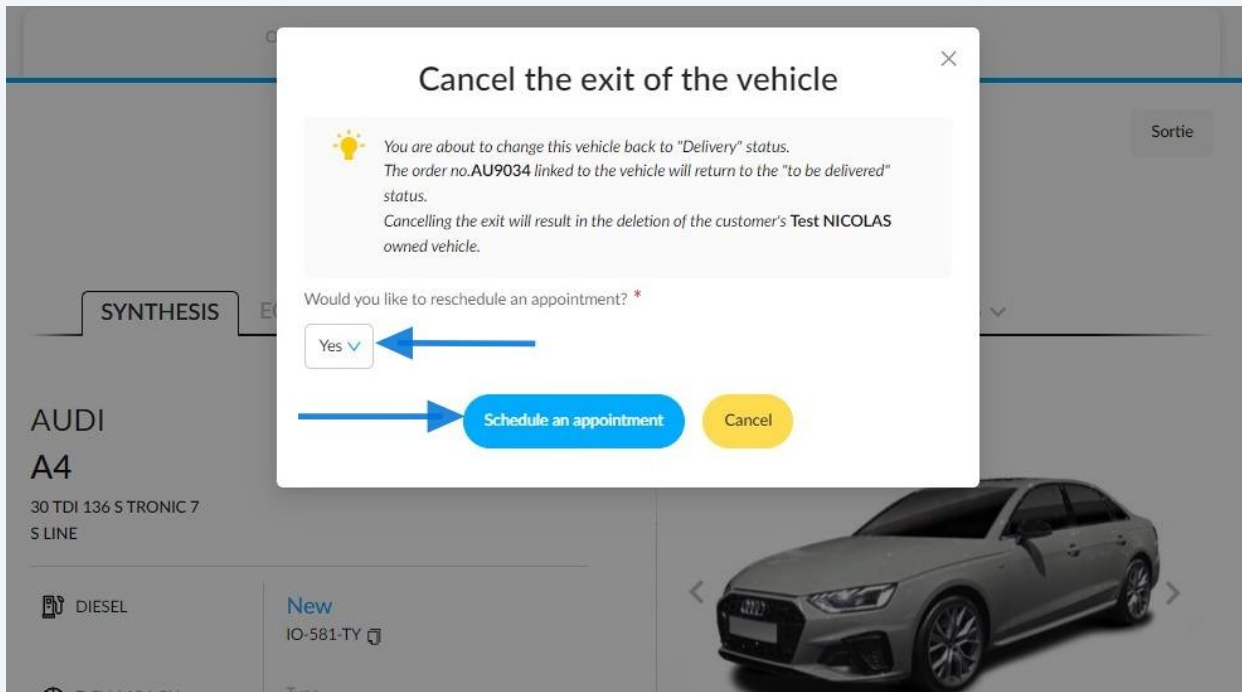 Cancel the exit of the vehicle
You are about to change this vehicle back to "Delivery" status.
The order no.AU9034 linked to the vehicle will return to the "to be delivered"
status.
Cancelling the exit will result in the deletion of the customer's Test NICOLAS
owned vehicle.
Would you like to reschedule an appointment? *
Yes
Schedule an appointment
Cancel
Sortie
SYNTHESIS
AUDI
A4
30 TDI 136 S TRONIC 7
S LINE
DIESEL
New
IO-581-TY